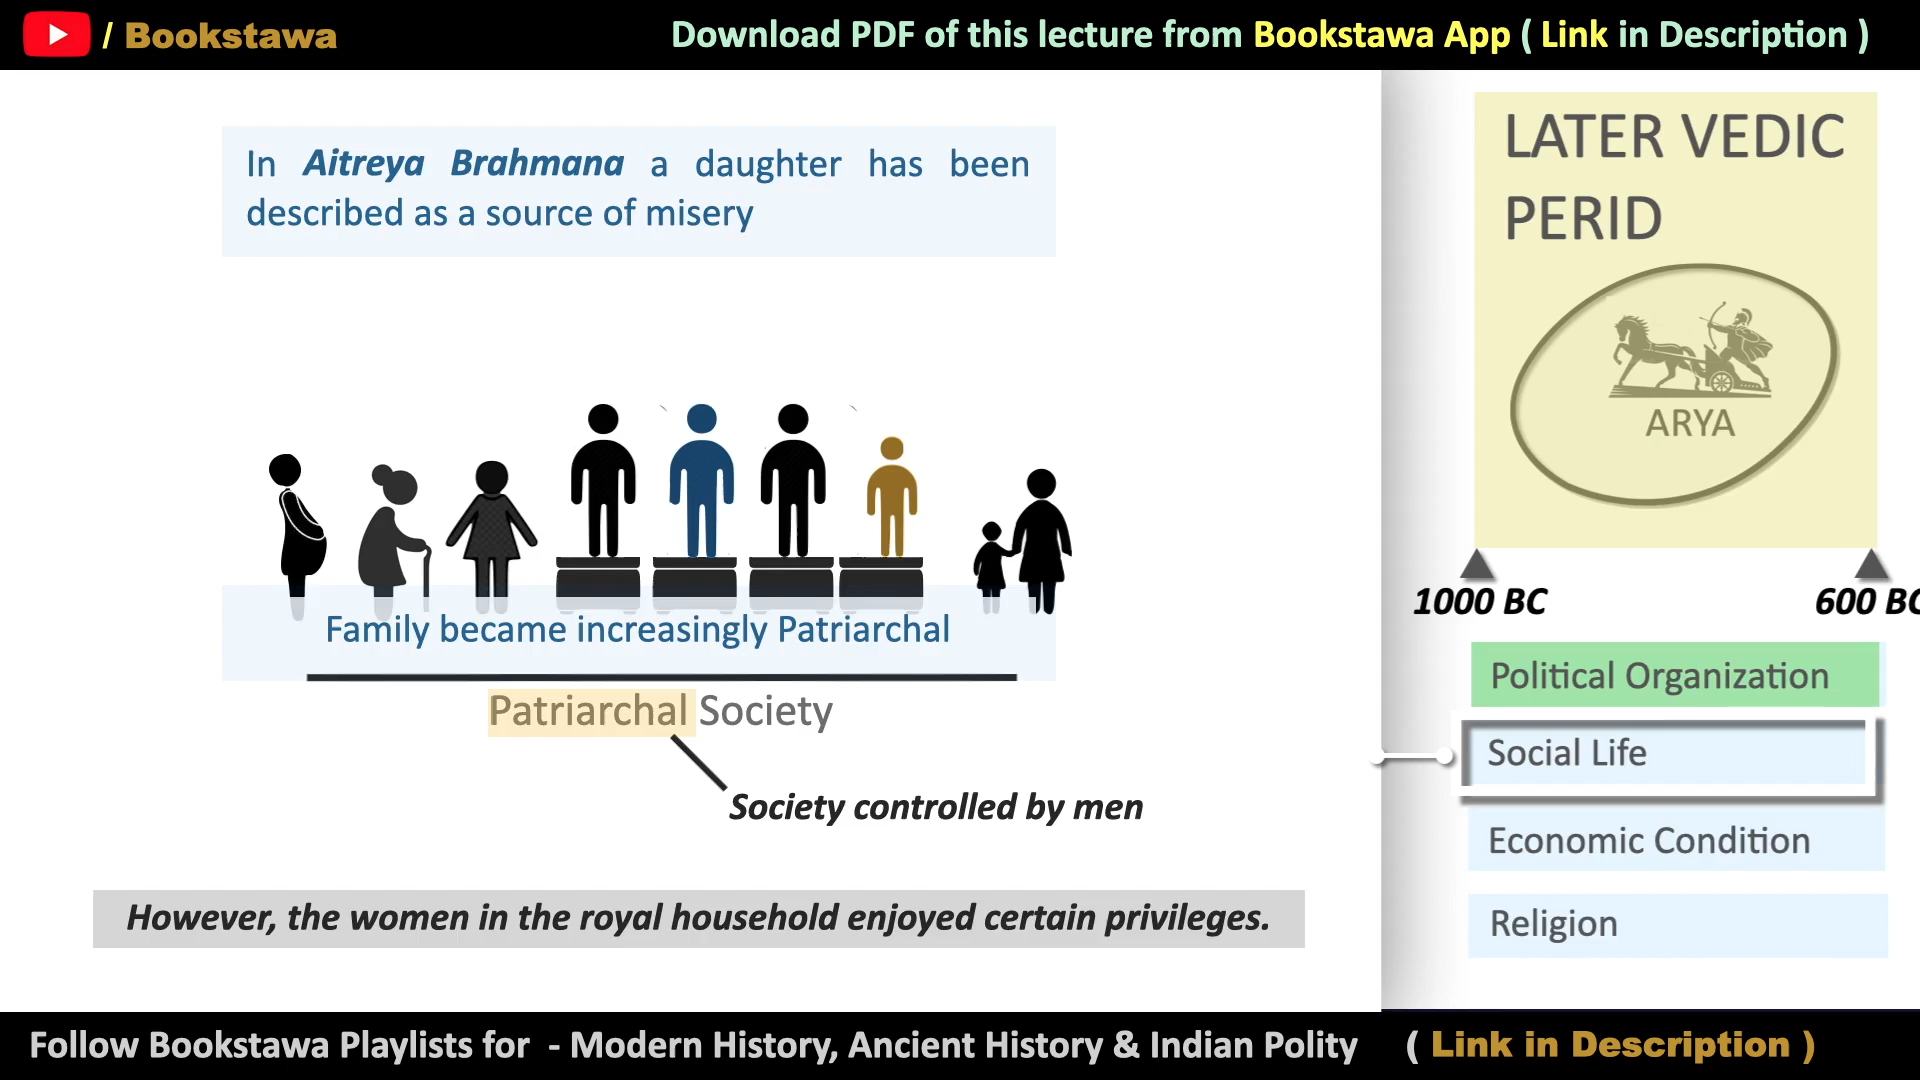 / Bookstawa
Download PDF of this lecture from Bookstawa App ( Link in Description )
In Aitreya Brahmana a daughter has been
described as a source of misery
Family became increasingly Patriarchal
Patriarchal Society
Society controlled by men
However, the women in the royal household enjoyed certain privileges.
LATER VEDIC
PERID
ARYA
1000 BC
600 BC
Political Organization
Social Life
Economic Condition
Religion
Follow Bookstawa Playlists for - Modern History, Ancient History & Indian Polity ( Link in Description )